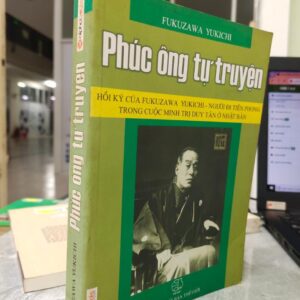 FUKUZAWA YUKICHI
Phúc ông tự truyện
HỒI KÝ CỦA FUKUZAWA YUKICHI - NGƯỜI ĐI TIÊN PHONG
TRONG CUỘC MINH TRỊ DUY TÂN Ở NHẬT BẢN
Phúc ông tự truyện
YUKICHI